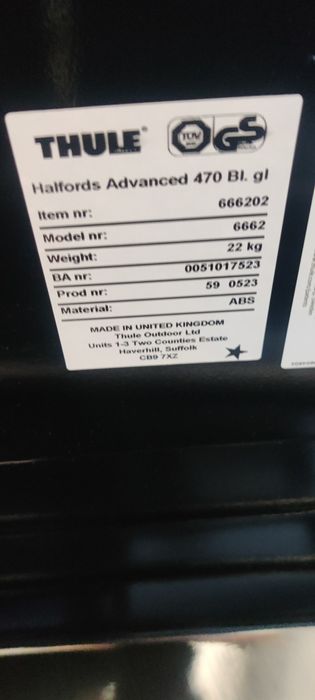 THULE TÜV GS
Halfords Advanced 470 Bl. gl
Item nr: 666202
Model nr: 6662
Weight: 22 kg
BA nr: 0051017523
Prod nr: 59 0523
Material: ABS
MADE IN UNITED KINGDOM
Thule Outdoor Ltd
Units 1-3 Two Counties Estate
Haverhill, Suffolk
CB9 7XZ